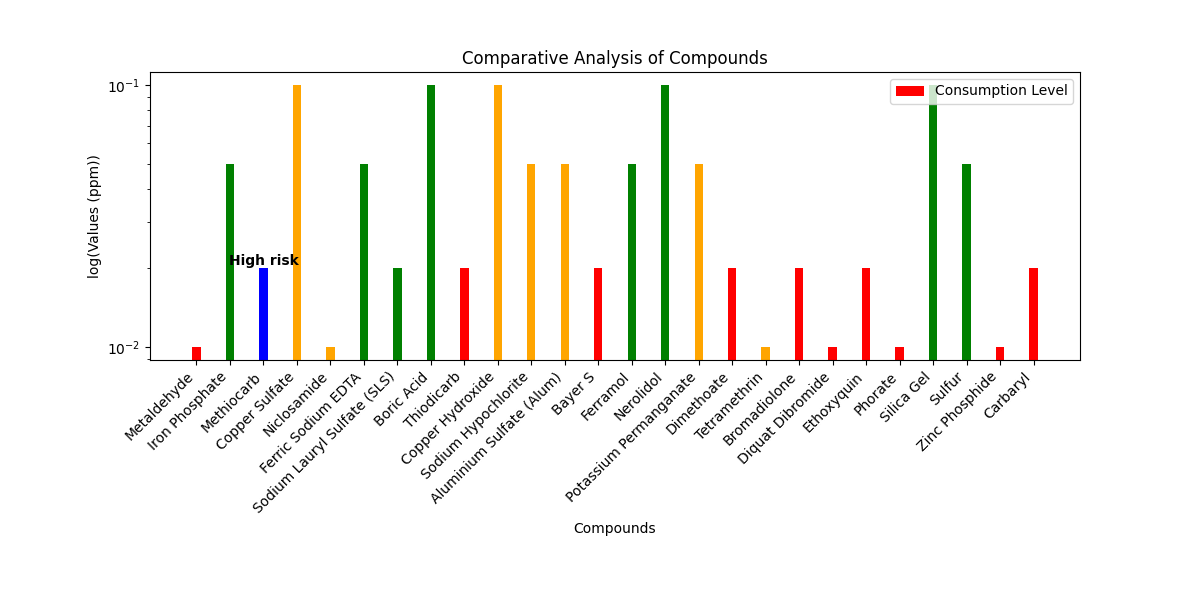 Comparative Analysis of Compounds
Consumption Level
log(Values (ppm))
10⁻¹
10⁻²
High risk
Metaldehyde
Iron Phosphate
Methiocarb
Copper Sulfate
Niclosamide
Ferric Sodium EDTA
Sodium Lauryl Sulfate (SLS)
Boric Acid
Thiodicarb
Copper Hydroxide
Sodium Hypochlorite
Aluminium Sulfate (Alum)
Bayer S
Ferramol
Nerolidol
Potassium Permanganate
Dimethoate
Tetramethrin
Bromadiolone
Diquat Dibromide
Ethoxyquin
Phorate
Silica Gel
Sulfur
Zinc Phosphide
Carbaryl
Compounds